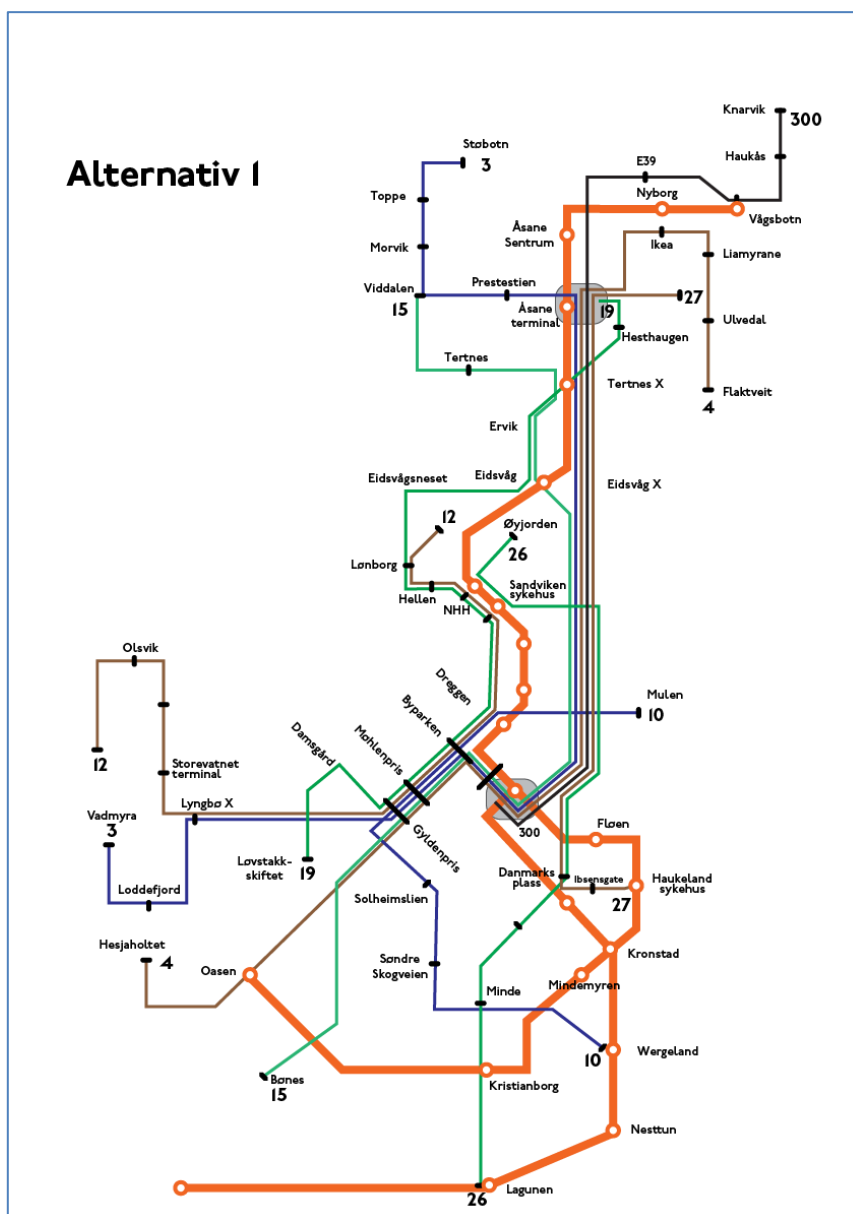 Alternativ 1
Knarvik
300
Støbotn
3
E39
Haukås
Toppe
Nyborg
Vågsbotn
Åsane
Sentrum
Ikea
Morvik
Liamyrane
Viddalen
15
Prestestien
27
Åsane
terminal
19
Ulvedal
Hesthaugen
Tertnes
Tertnes X
Flaktveit
4
Ervik
Eidsvågsneset
Eidsvåg
Eidsvåg X
12
Øyjorden
26
Lønborg
Sandviken
sykehus
Hellen
NHH
Olsvik
Dreggen
Mulen
10
Byparken
Damsgård
Møhlenpris
12
Storevatnet
terminal
Lyngbø X
Vadmyra
3
300
Fløen
Gyldenpris
Løvstakk-
skiftet
19
Danmarks
plass
Ibsensgate
Haukeland
sykehus
27
Loddefjord
Solheimslien
Hesjaholtet
4
Oasen
Søndre
Skogveien
Kronstad
Minde
Mindemyren
10
Wergeland
Bønes
15
Kristianborg
Nesttun
26
Lagunen